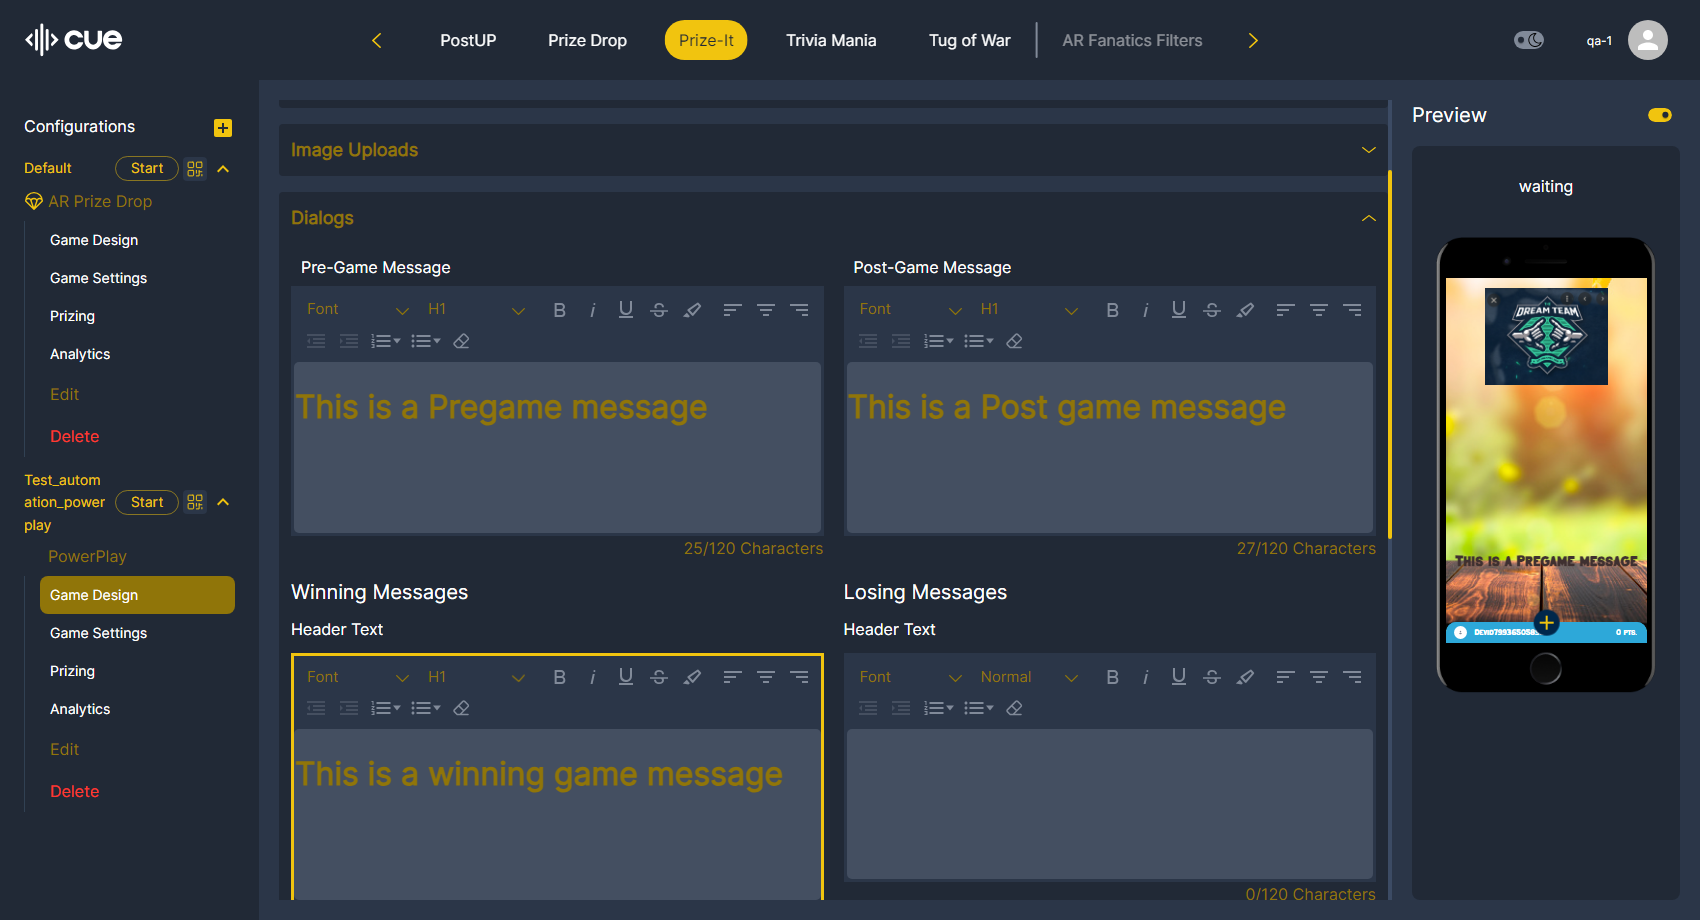 cue
PostUP
Prize Drop
Prize-It
Trivia Mania
Tug of War
AR Fanatics Filters
qa-1
Configurations
Default
Start
AR Prize Drop
Game Design
Game Settings
Prizing
Analytics
Edit
Delete
Test_autom
ation_power
play
Start
PowerPlay
Game Design
Game Settings
Prizing
Analytics
Edit
Delete
Image Uploads
Dialogs
Pre-Game Message
Font
H1
This is a Pregame message
25/120 Characters
Post-Game Message
Font
H1
This is a Post game message
27/120 Characters
Winning Messages
Header Text
Font
H1
This is a winning game message
Losing Messages
Header Text
Font
Normal
0/120 Characters
Preview
waiting
DREAM TEAM
This is a Pregame message
0 pts.